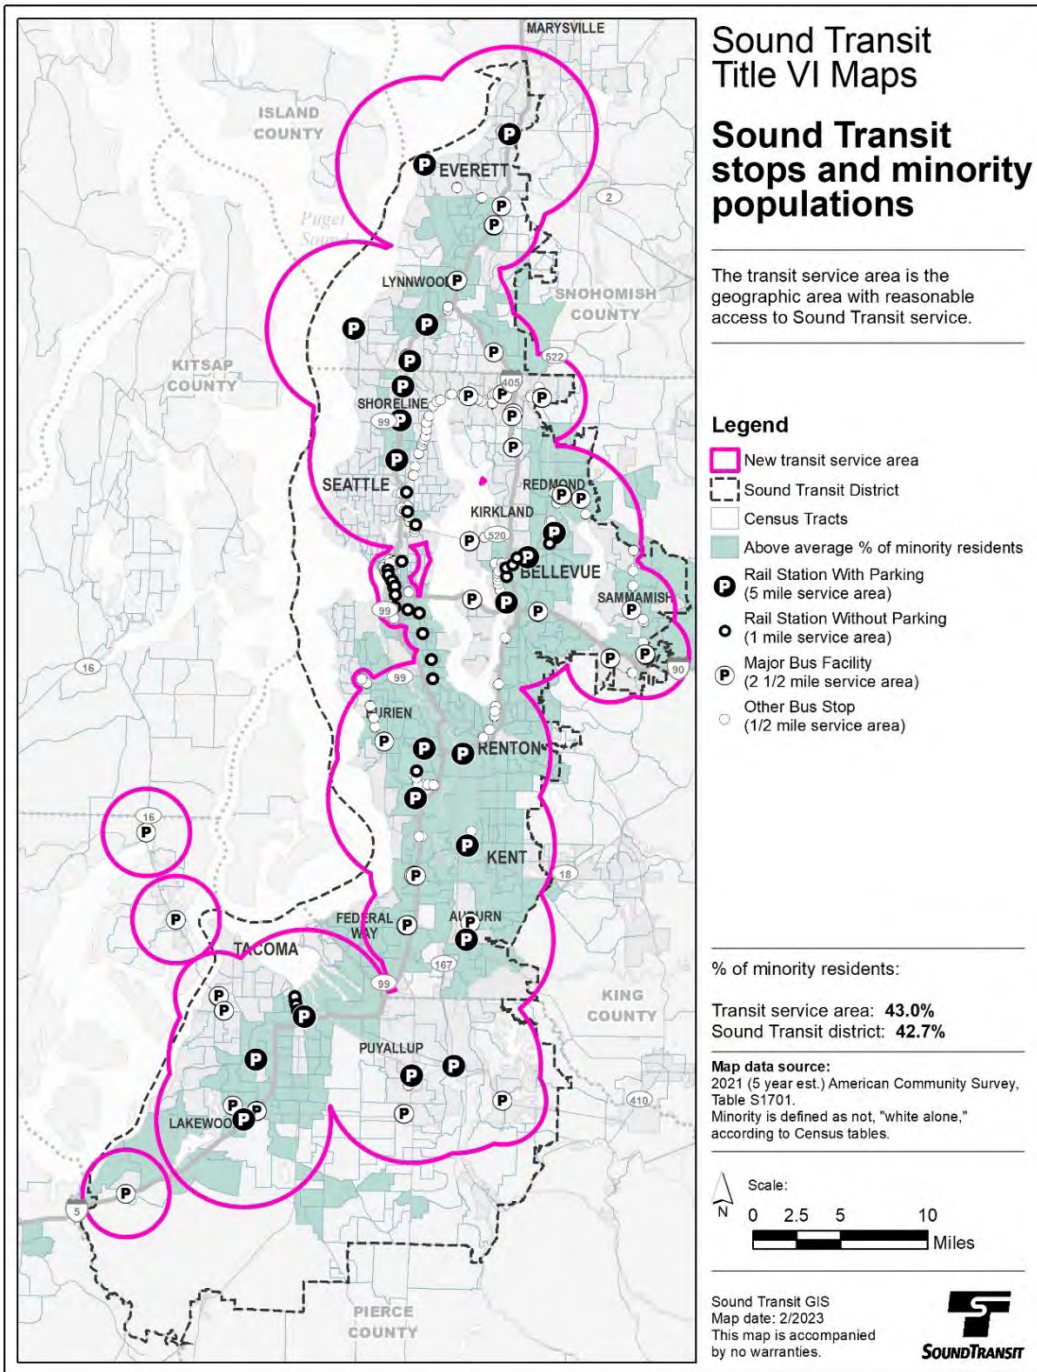 Sound Transit
Title VI Maps
Sound Transit
stops and minority
populations
The transit service area is the
geographic area with reasonable
access to Sound Transit service.
Legend
New transit service area
Sound Transit District
Census Tracts
Above average % of minority residents
P
Rail Station With Parking
(5 mile service area)
Rail Station Without Parking
(1 mile service area)
P
Major Bus Facility
(2 1/2 mile service area)
Other Bus Stop
(1/2 mile service area)
% of minority residents:
Transit service area: 43.0%
Sound Transit district: 42.7%
Map data source:
2021 (5 year est.) American Community Survey,
Table S1701.
Minority is defined as not, "white alone,"
according to Census tables.
N
Scale:
0 2.5 5 10
Miles
Sound Transit GIS
Map date: 2/2023
This map is accompanied
by no warranties.
SOUNDTRANSIT
MARYSVILLE
ISLAND
COUNTY
EVERETT
2
Puget
Sound
LYNNWOOD
SNOHOMISH
COUNTY
522
KITSAP
COUNTY
405
SHORELINE
99
SEATTLE
REDMOND
KIRKLAND
520
BELLEVUE
SAMMAMISH
99
90
16
99
BURIEN
RENTON
16
KENT
18
FEDERAL
WAY
AUBURN
TACOMA
167
99
KING
COUNTY
PUYALLUP
410
LAKEWOOD
5
PIERCE
COUNTY